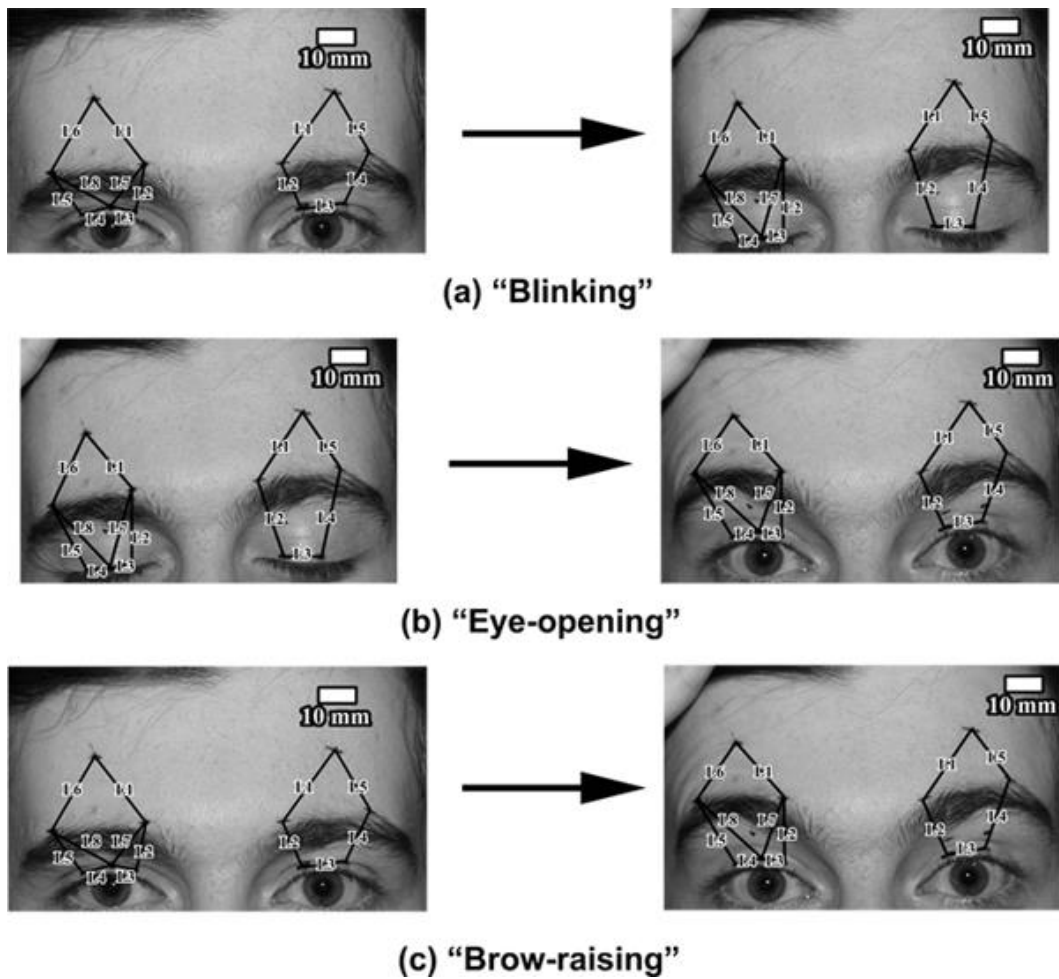 10 mm
10 mm
L6 L1 L1 L5
L8 L7 L2 L2 L4
L5
L4 L3 L3
L6 L1 L1 L5
L8 L7 L2 L2 L4
L5
L4 L3 L3
(a) “Blinking”
10 mm
10 mm
L6 L1 L1 L5
L8 L7 L2 L2 L4
L5
L4 L3 L3
L6 L1 L1 L5
L8 L7 L2 L2 L4
L5
L4 L3 L3
(b) “Eye-opening”
10 mm
10 mm
L6 L1 L1 L5
L8 L7 L2 L2 L4
L5
L4 L3 L3
L6 L1 L1 L5
L8 L7 L2 L2 L4
L5
L4 L3 L3
(c) “Brow-raising”